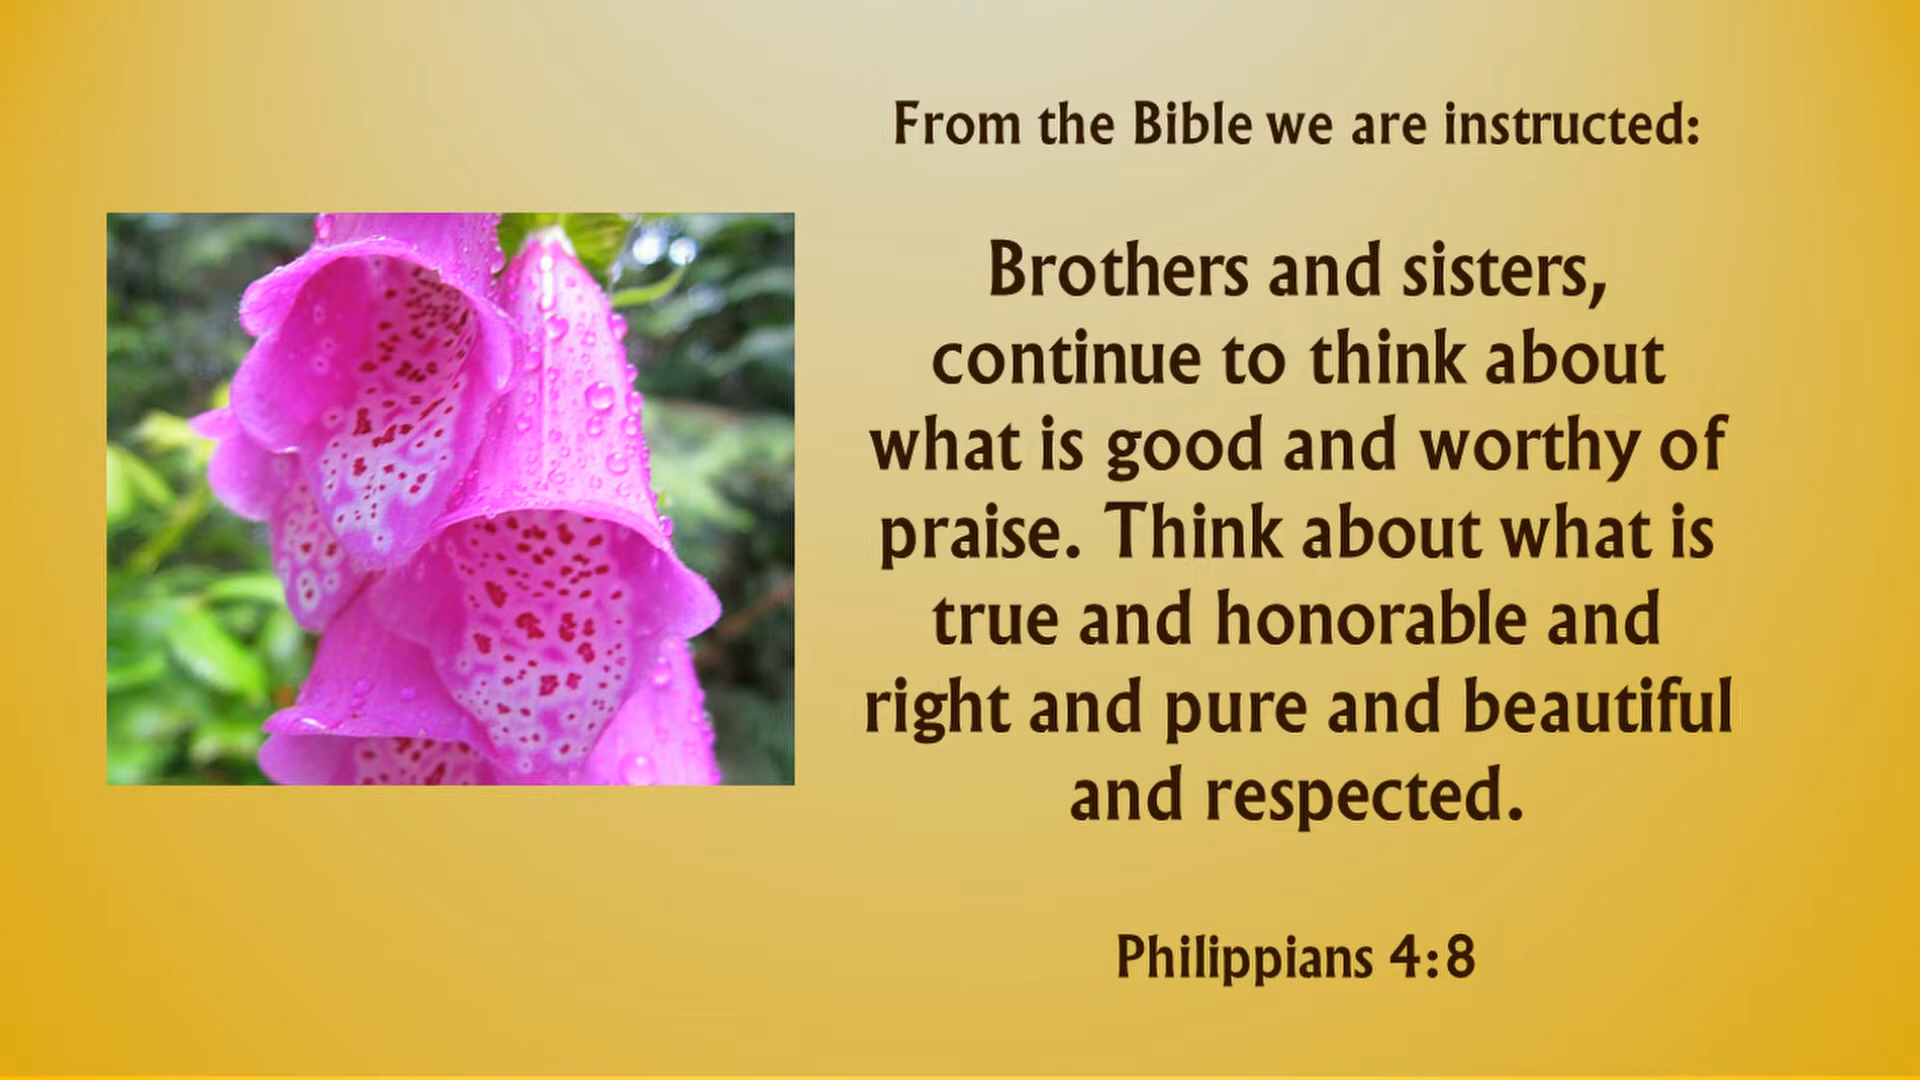 From the Bible we are instructed:
Brothers and sisters,
continue to think about
what is good and worthy of
praise. Think about what is
true and honorable and
right and pure and beautiful
and respected.
Philippians 4:8